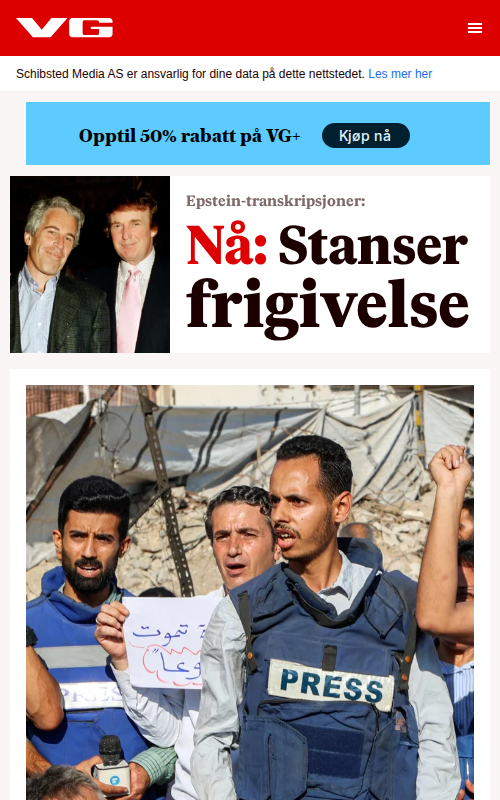 VG
Schibsted Media AS er ansvarlig for dine data på dette nettstedet. Les mer her
Opptil 50% rabatt på VG+ Kjøp nå
Epstein-transkripsjoner:
Nå: Stanser
frigivelse
تموت
PRESS
PRESS